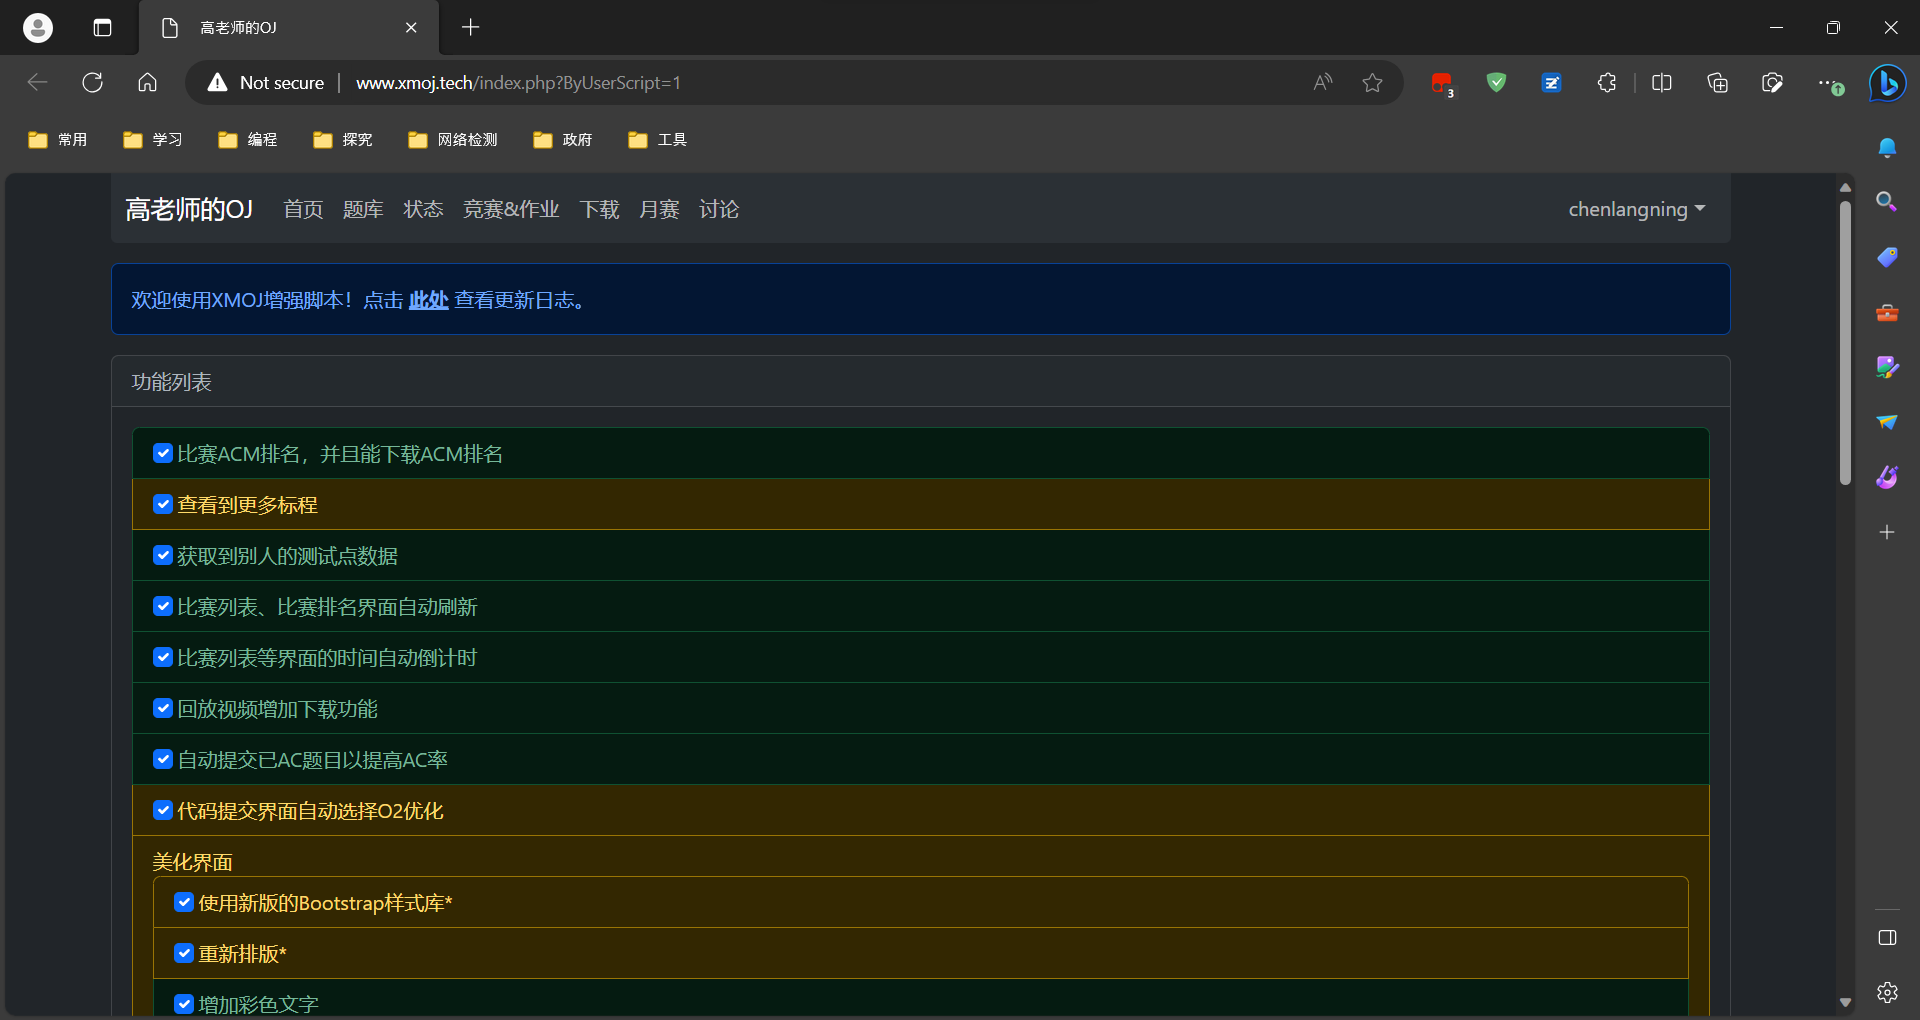 高老师的OJ
Not secure
www.xmoj.tech/index.php?ByUserScript=1
3
常用 学习 编程 探究 网络检测 政府 工具
高老师的OJ 首页 题库 状态 竞赛&作业 下载 月赛 讨论 chenlangning
欢迎使用XMOJ增强脚本！点击 此处 查看更新日志。
功能列表
比赛ACM排名，并且能下载ACM排名
查看到更多标程
获取到别人的测试点数据
比赛列表、比赛排名界面自动刷新
比赛列表等界面的时间自动倒计时
回放视频增加下载功能
自动提交已AC题目以提高AC率
代码提交界面自动选择O2优化
美化界面
使用新版的Bootstrap样式库*
重新排版*
增加彩色文字